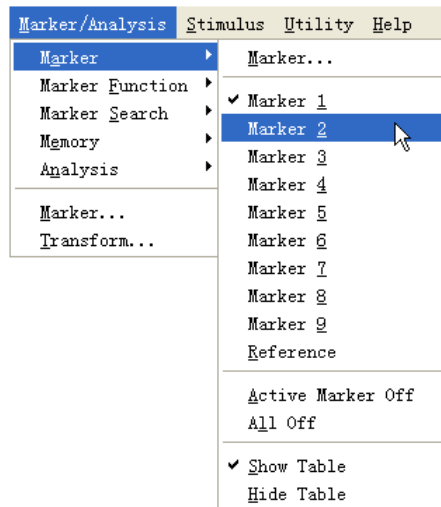 Marker/Analysis Stimulus Utility Help
Marker
Marker Function
Marker Search
Memory
Analysis
Marker...
Transform...
Marker...
Marker 1
Marker 2
Marker 3
Marker 4
Marker 5
Marker 6
Marker 7
Marker 8
Marker 9
Reference
Active Marker Off
All Off
Show Table
Hide Table